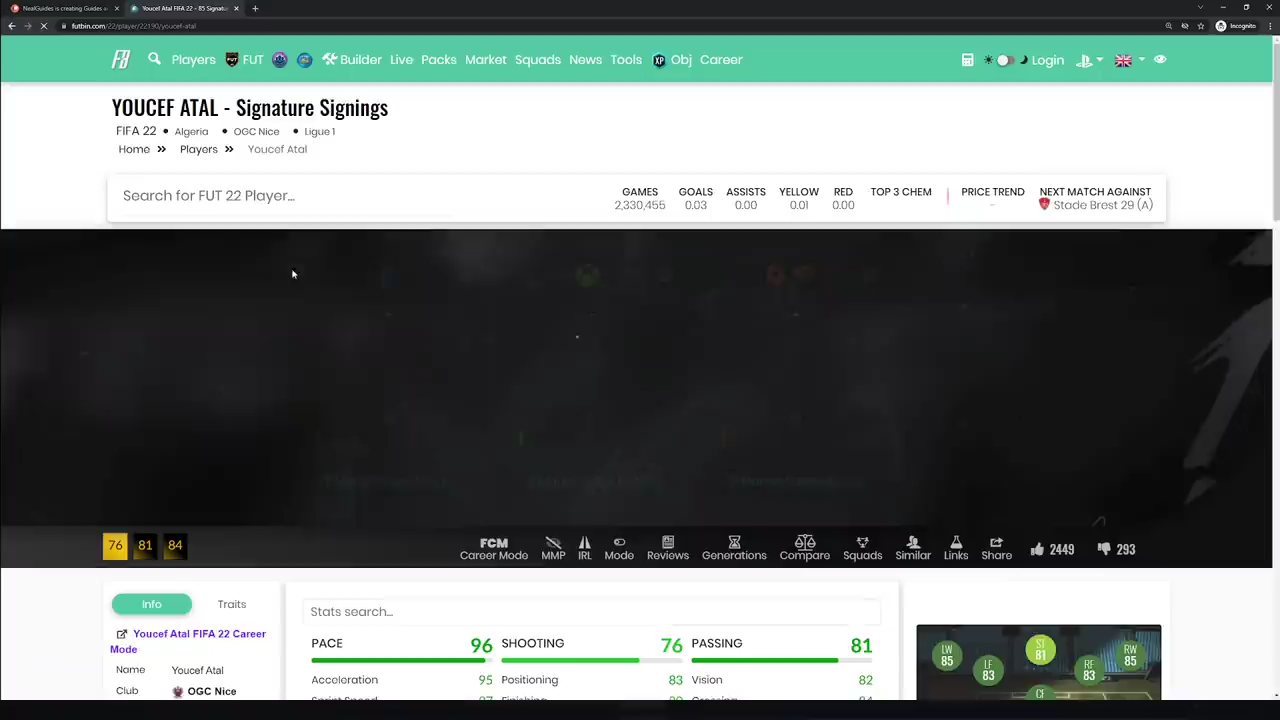 NealGuides is creating Guides a
Youcef Atal FIFA 22 - 85 Signatu
futbin.com/22/player/22190/youcef-atal
Incognito
Players FUT Builder Live Packs Market Squads News Tools XP Obj Career Login
YOUCEF ATAL - Signature Signings
FIFA 22 • Algeria • OGC Nice • Ligue 1
Home » Players » Youcef Atal
Search for FUT 22 Player...
GAMES GOALS ASSISTS YELLOW RED TOP 3 CHEM PRICE TREND NEXT MATCH AGAINST
2,330,455 0.03 0.00 0.01 0.00 - Stade Brest 29 (A)
76 81 84
FCM
Career Mode MMP IRL Mode Reviews Generations Compare Squads Similar Links Share 2449 293
Info Traits
Youcef Atal FIFA 22 Career
Mode
Name Youcef Atal
Club OGC Nice
Stats search...
PACE 96 SHOOTING 76 PASSING 81
Acceleration 95 Positioning 83 Vision 82
LW
85
LF
83
ST
81
RF
83
RW
85
CF